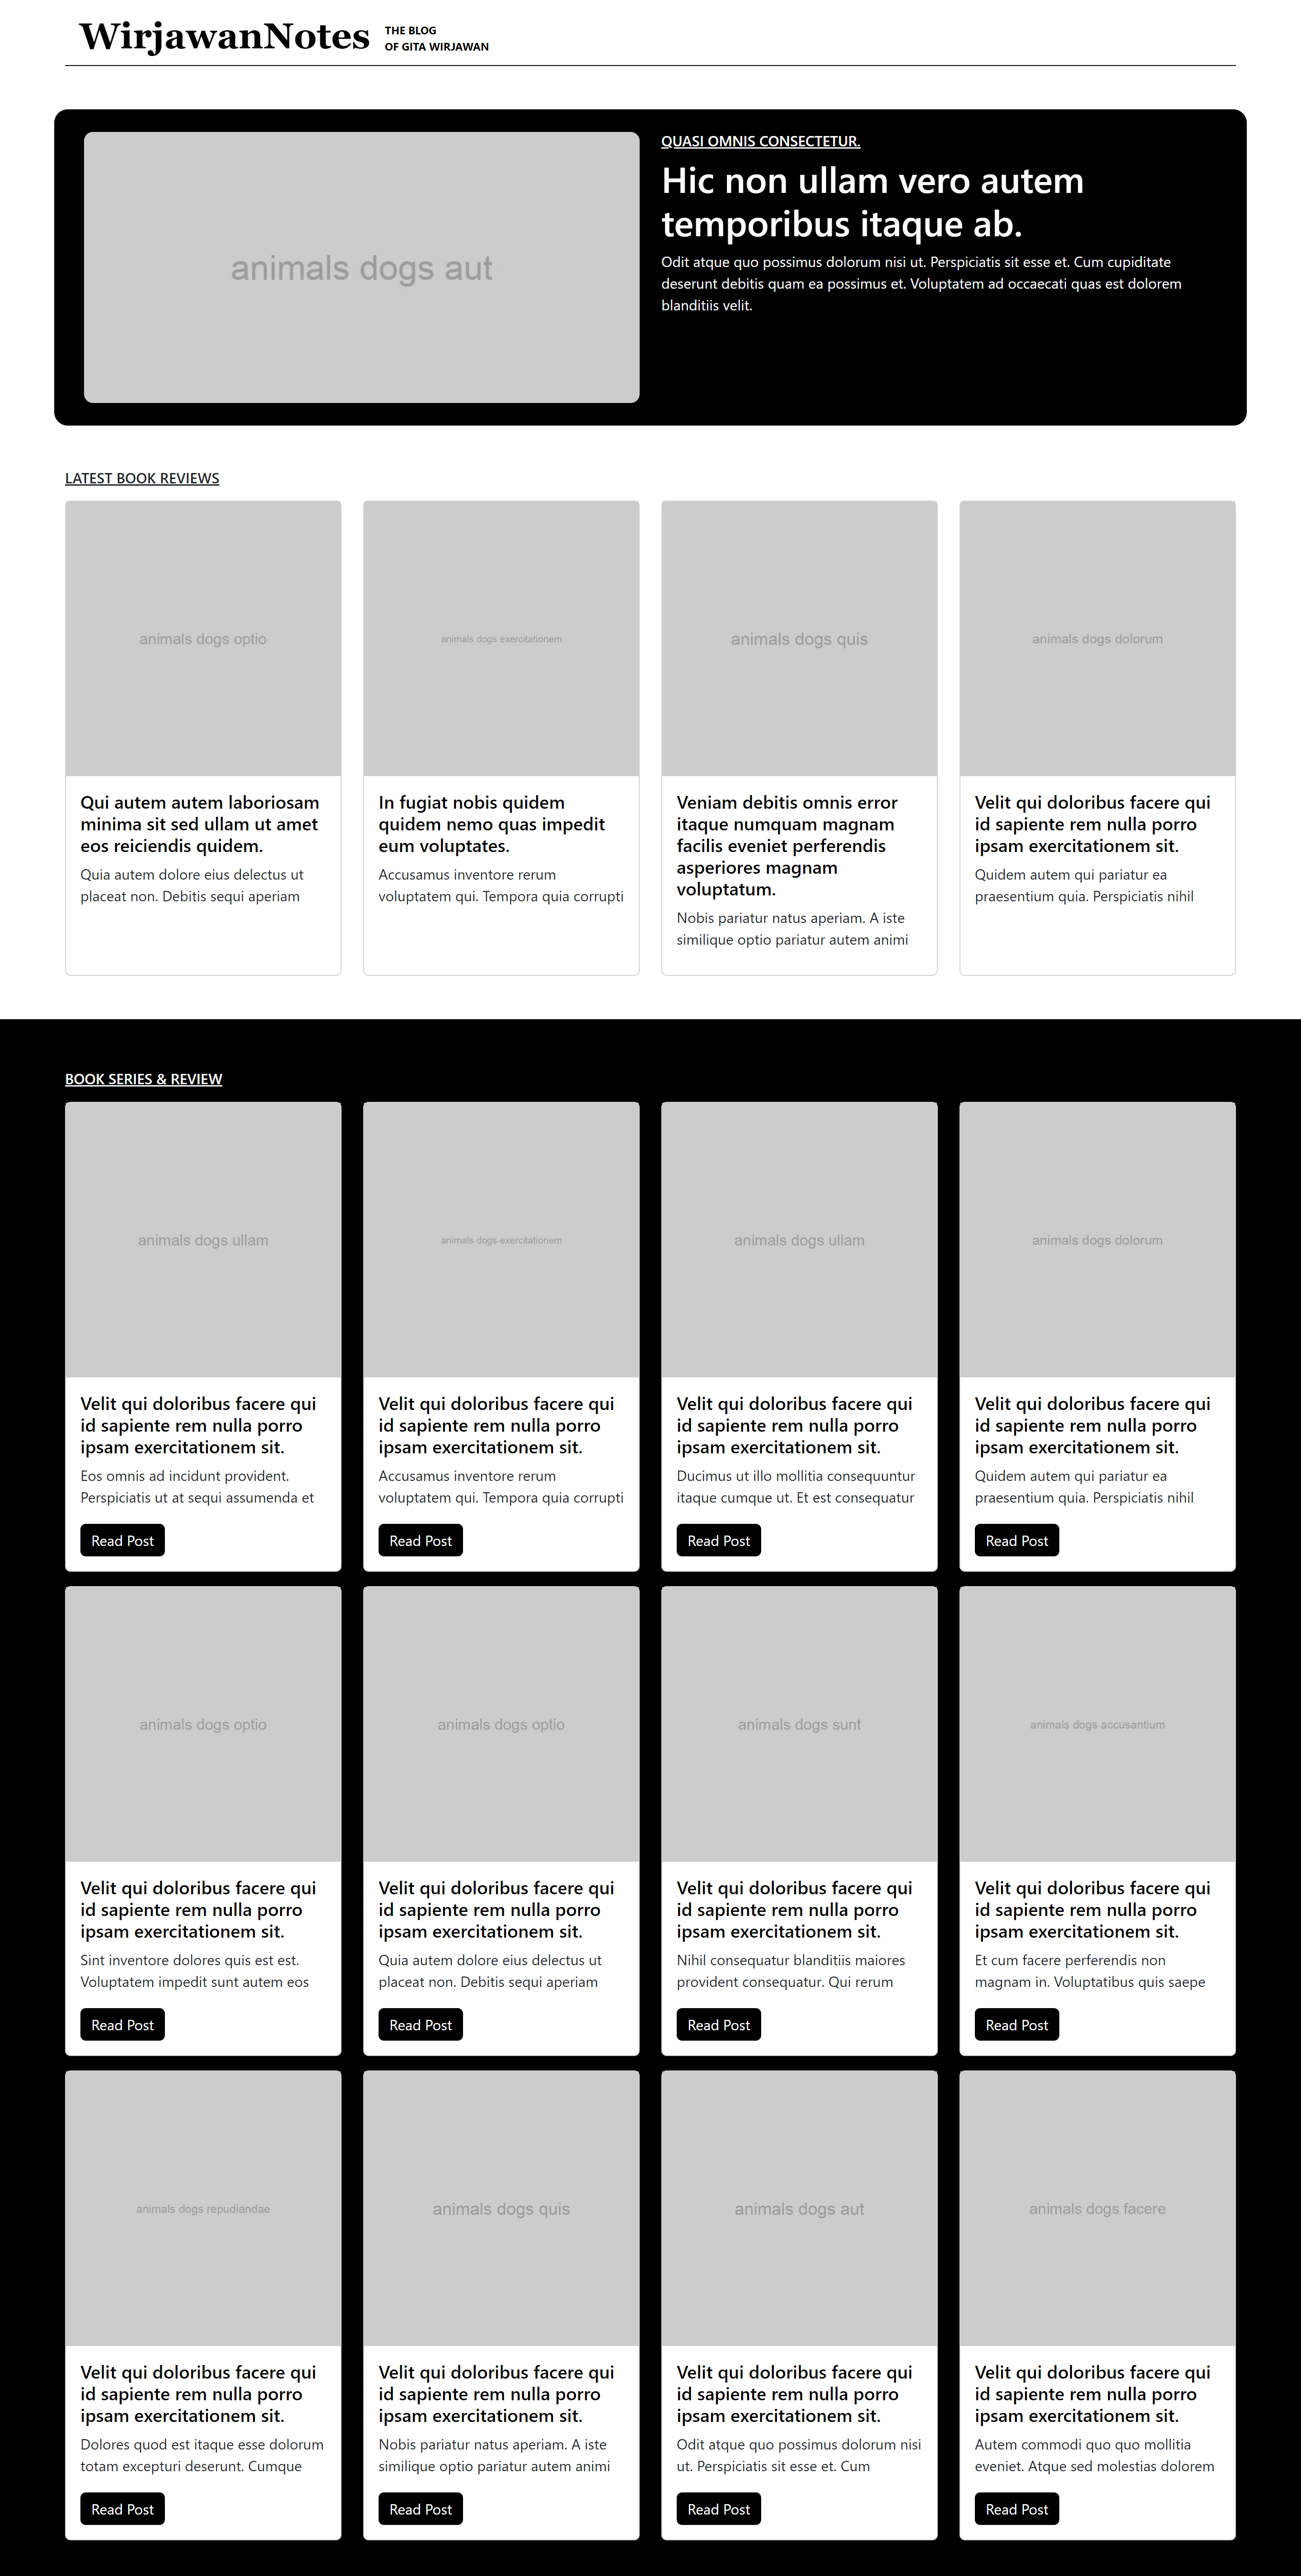 WirjawanNotes
THE BLOG
OF GITA WIRJAWAN
animals dogs aut
QUASI OMNIS CONSECTETUR.
Hic non ullam vero autem
temporibus itaque ab.
Odit atque quo possimus dolorum nisi ut. Perspiciatis sit esse et. Cum cupiditate
deserunt debitis quam ea possimus et. Voluptatem ad occaecati quas est dolorem
blanditiis velit.
LATEST BOOK REVIEWS
animals dogs optio
Qui autem autem laboriosam
minima sit sed ullam ut amet
eos reiciendis quidem.
Quia autem dolore eius delectus ut
placeat non. Debitis sequi aperiam
animals dogs exercitationem
In fugiat nobis quidem
quidem nemo quas impedit
eum voluptates.
Accusamus inventore rerum
voluptatem qui. Tempora quia corrupti
animals dogs quis
Veniam debitis omnis error
itaque numquam magnam
facilis eveniet perferendis
asperiores magnam
voluptatum.
Nobis pariatur natus aperiam. A iste
similique optio pariatur autem animi
animals dogs dolorum
Velit qui doloribus facere qui
id sapiente rem nulla porro
ipsam exercitationem sit.
Quidem autem qui pariatur ea
praesentium quia. Perspiciatis nihil
BOOK SERIES & REVIEW
animals dogs ullam
Velit qui doloribus facere qui
id sapiente rem nulla porro
ipsam exercitationem sit.
Eos omnis ad incidunt provident.
Perspiciatis ut at sequi assumenda et
Read Post
animals dogs exercitationem
Velit qui doloribus facere qui
id sapiente rem nulla porro
ipsam exercitationem sit.
Accusamus inventore rerum
voluptatem qui. Tempora quia corrupti
Read Post
animals dogs ullam
Velit qui doloribus facere qui
id sapiente rem nulla porro
ipsam exercitationem sit.
Ducimus ut illo mollitia consequuntur
itaque cumque ut. Et est consequatur
Read Post
animals dogs dolorum
Velit qui doloribus facere qui
id sapiente rem nulla porro
ipsam exercitationem sit.
Quidem autem qui pariatur ea
praesentium quia. Perspiciatis nihil
Read Post
animals dogs optio
Velit qui doloribus facere qui
id sapiente rem nulla porro
ipsam exercitationem sit.
Sint inventore dolores quis est est.
Voluptatem impedit sunt autem eos
Read Post
animals dogs optio
Velit qui doloribus facere qui
id sapiente rem nulla porro
ipsam exercitationem sit.
Quia autem dolore eius delectus ut
placeat non. Debitis sequi aperiam
Read Post
animals dogs sunt
Velit qui doloribus facere qui
id sapiente rem nulla porro
ipsam exercitationem sit.
Nihil consequatur blanditiis maiores
provident consequatur. Qui rerum
Read Post
animals dogs accusantium
Velit qui doloribus facere qui
id sapiente rem nulla porro
ipsam exercitationem sit.
Et cum facere perferendis non
magnam in. Voluptatibus quis saepe
Read Post
animals dogs repudiandae
Velit qui doloribus facere qui
id sapiente rem nulla porro
ipsam exercitationem sit.
Dolores quod est itaque esse dolorum
totam excepturi deserunt. Cumque
Read Post
animals dogs quis
Velit qui doloribus facere qui
id sapiente rem nulla porro
ipsam exercitationem sit.
Nobis pariatur natus aperiam. A iste
similique optio pariatur autem animi
Read Post
animals dogs aut
Velit qui doloribus facere qui
id sapiente rem nulla porro
ipsam exercitationem sit.
Odit atque quo possimus dolorum nisi
ut. Perspiciatis sit esse et. Cum
Read Post
animals dogs facere
Velit qui doloribus facere qui
id sapiente rem nulla porro
ipsam exercitationem sit.
Autem commodi quo quo mollitia
eveniet. Atque sed molestias dolorem
Read Post